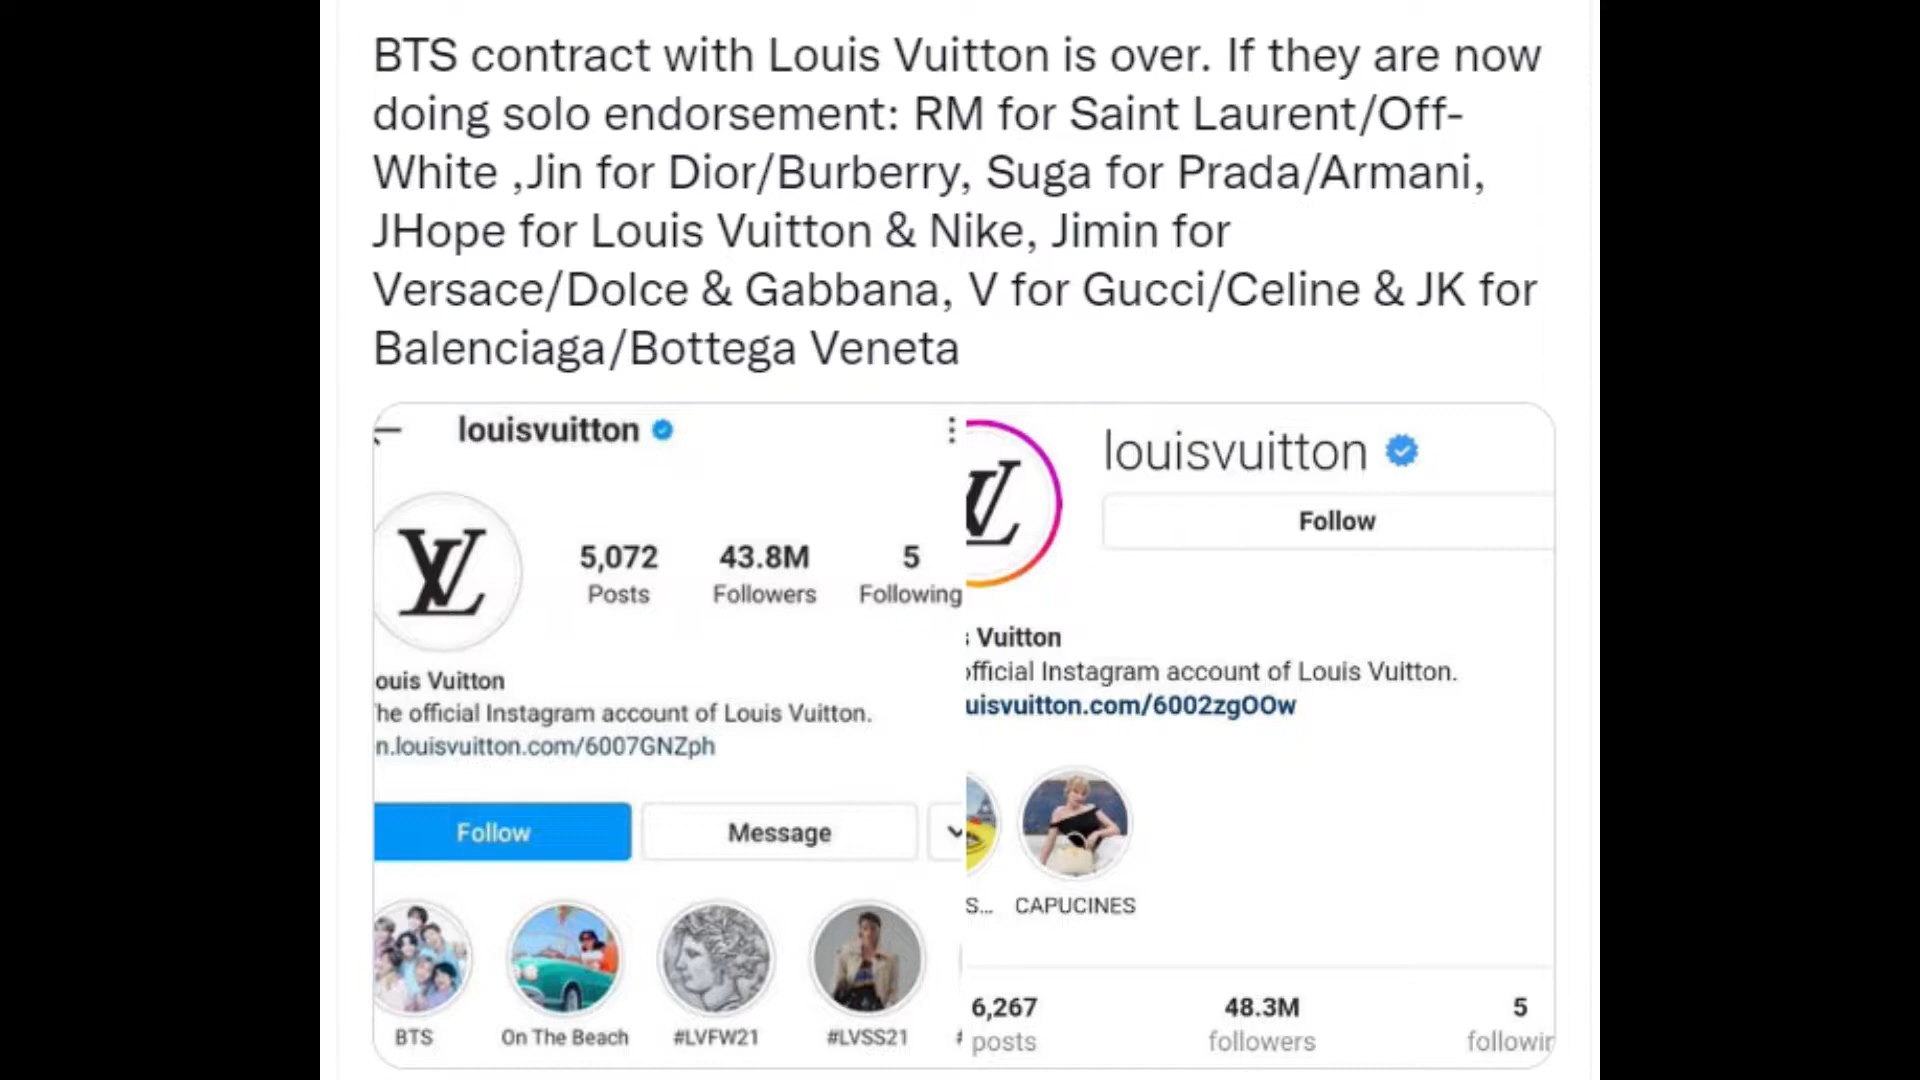 BTS contract with Louis Vuitton is over. If they are now
doing solo endorsement: RM for Saint Laurent/Off-
White ,Jin for Dior/Burberry, Suga for Prada/Armani,
JHope for Louis Vuitton & Nike, Jimin for
Versace/Dolce & Gabbana, V for Gucci/Celine & JK for
Balenciaga/Bottega Veneta
louisvuitton
5,072 43.8M 5
Posts Followers Following
ouis Vuitton
he official Instagram account of Louis Vuitton.
n.louisvuitton.com/6007GNZph
Follow Message
BTS On The Beach #LVFW21 #LVSS21
louisvuitton
Follow
s Vuitton
official Instagram account of Louis Vuitton.
uisvuitton.com/6002zgOOw
S... CAPUCINES
6,267 48.3M 5
posts followers followin